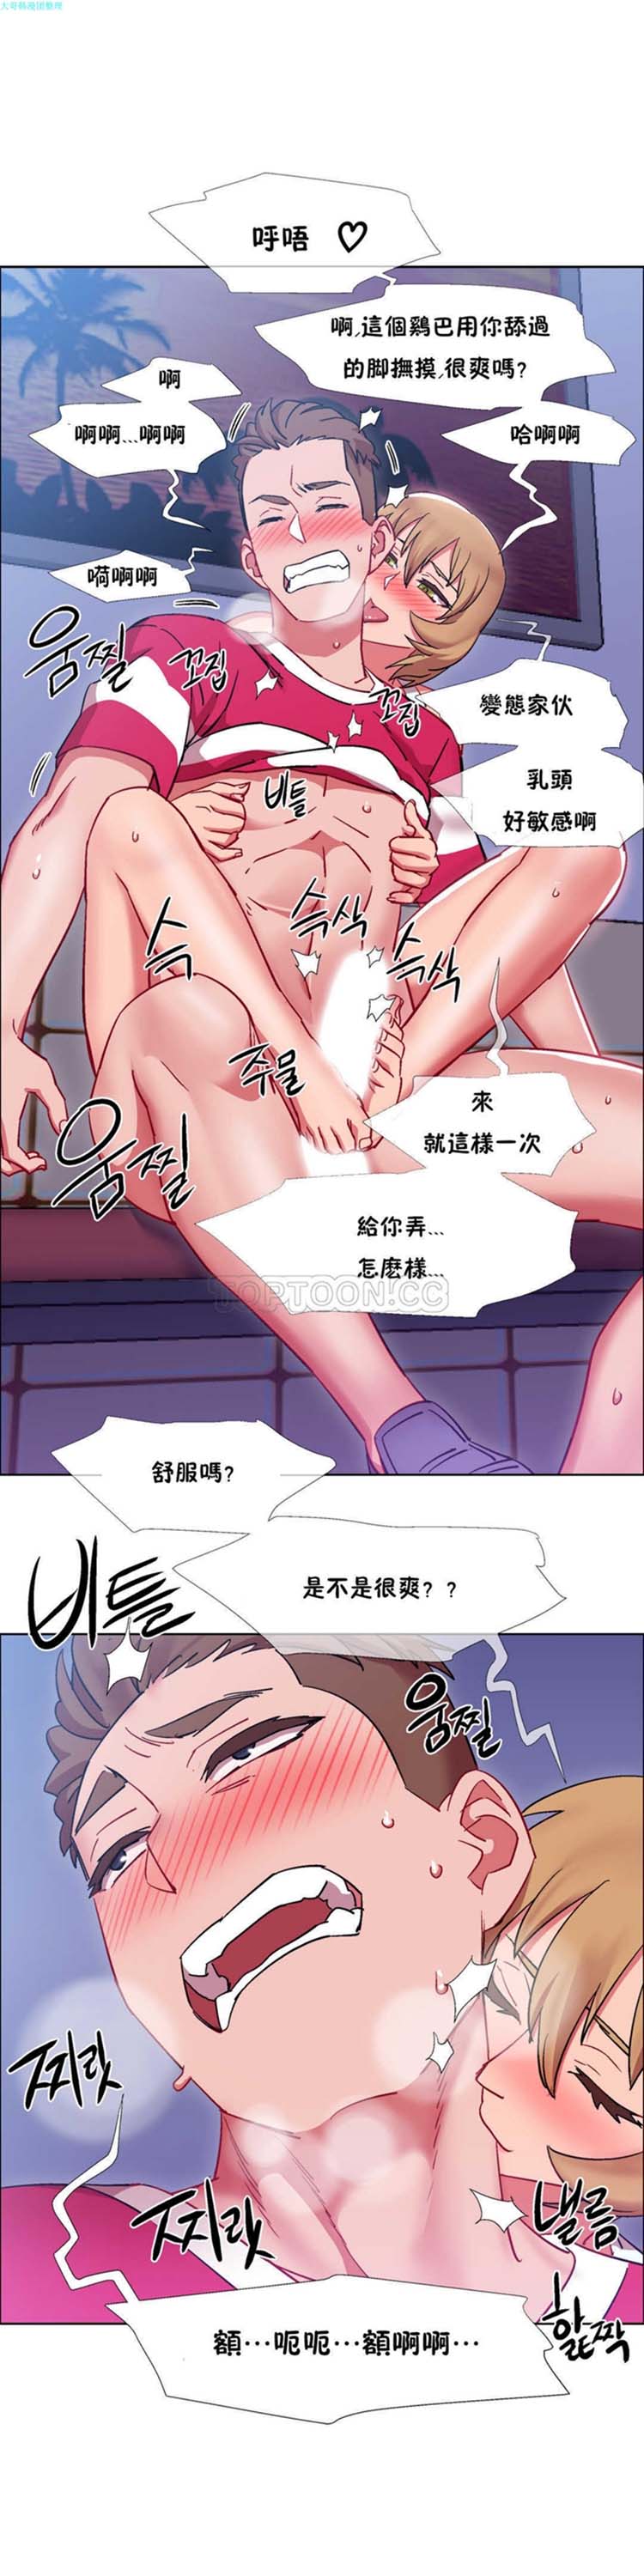 大哥韩漫团整理
呼唔 ♡
啊,這個鷄巴用你舔過
的脚撫摸,很爽嗎?
啊
啊啊...啊啊
哈啊啊
嗬啊啊
움찔
꼬집
꼬집
變態家伙
비틀
乳頭
好敏感啊
슥
슥삭
슥삭
주물
來
就這樣一次
움찔
給你弄...
怎麽樣...
TOPTOON.CC
舒服嗎?
是不是很爽? ?
비틀
움찔
찌릿
찌릿
낼름
할짝
額…呃呃…額啊啊…